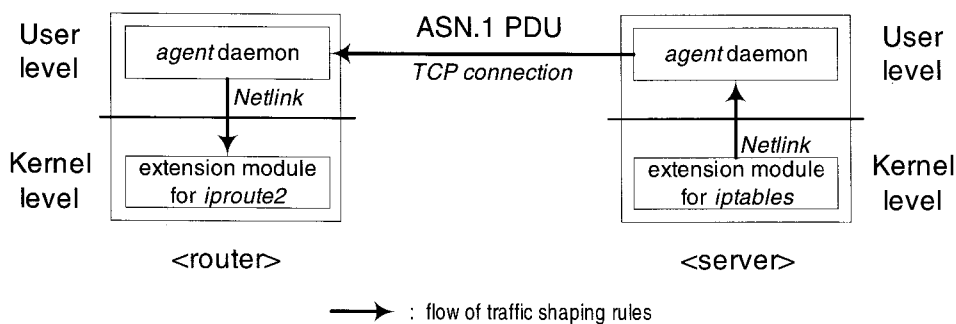 User
level
agent daemon
ASN.1 PDU
TCP connection
agent daemon
User
level
Netlink
Netlink
Kernel
level
extension module
for iproute2
extension module
for iptables
Kernel
level
<router>
<server>
: flow of traffic shaping rules